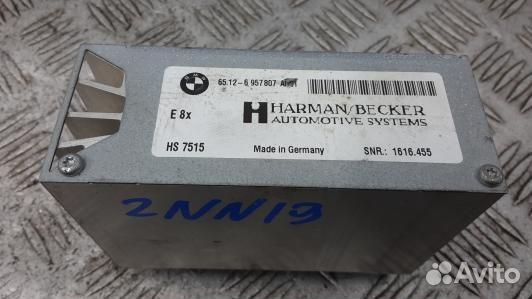 BMW
65.12-6 957807
E 8x
HARMAN/BECKER
AUTOMOTIVE SYSTEMS
HS 7515
Made in Germany
SNR.: 1616.455
2NN19
Avito